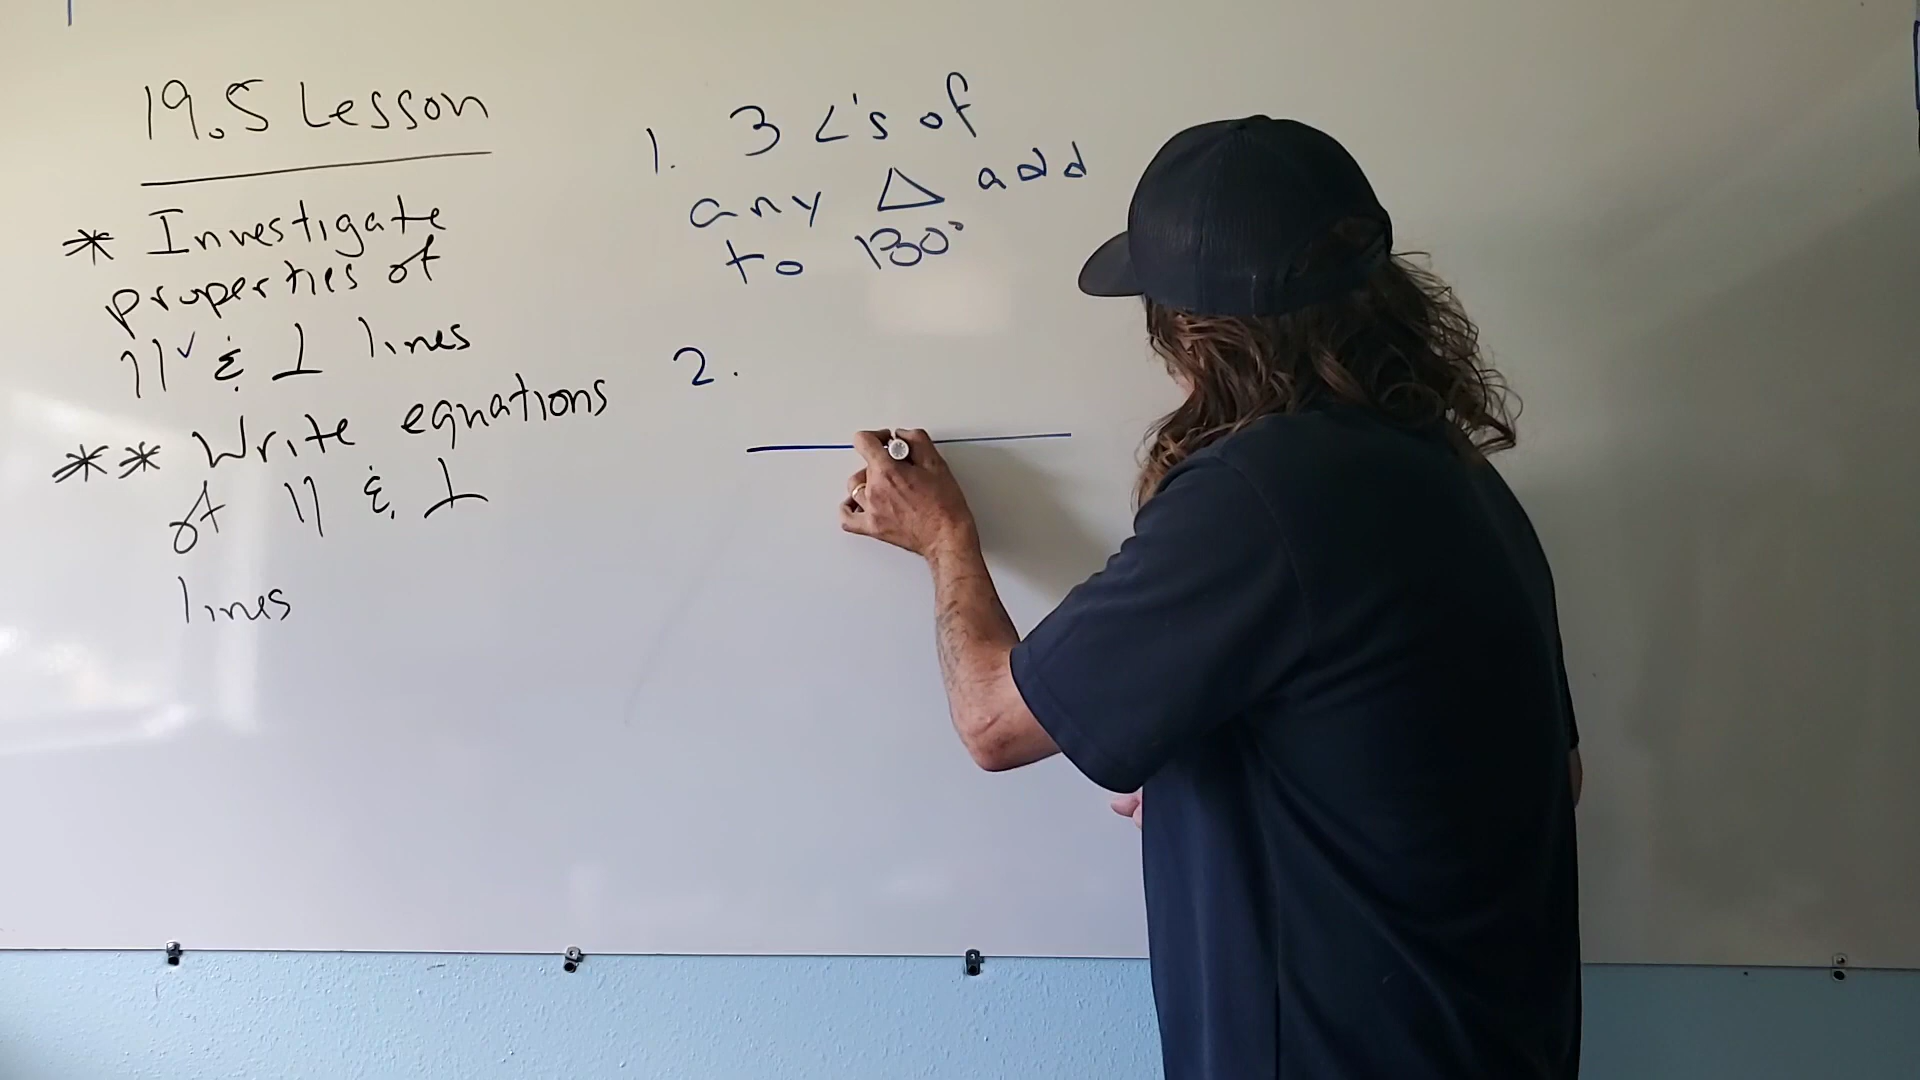 19.5 Lesson
* Investigate
properties of
|| ✓ & ⊥ lines
** Write equations
of || & ⊥
lines
1. 3 ∠'s of
any △ add
to 180°
2.